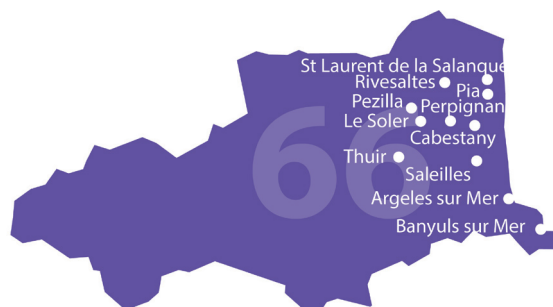 St Laurent de la Salanque
Rivesaltes
Pia
Pezilla
Perpignan
Le Soler
Cabestany
66
Thuir
Saleilles
Argeles sur Mer
Banyuls sur Mer